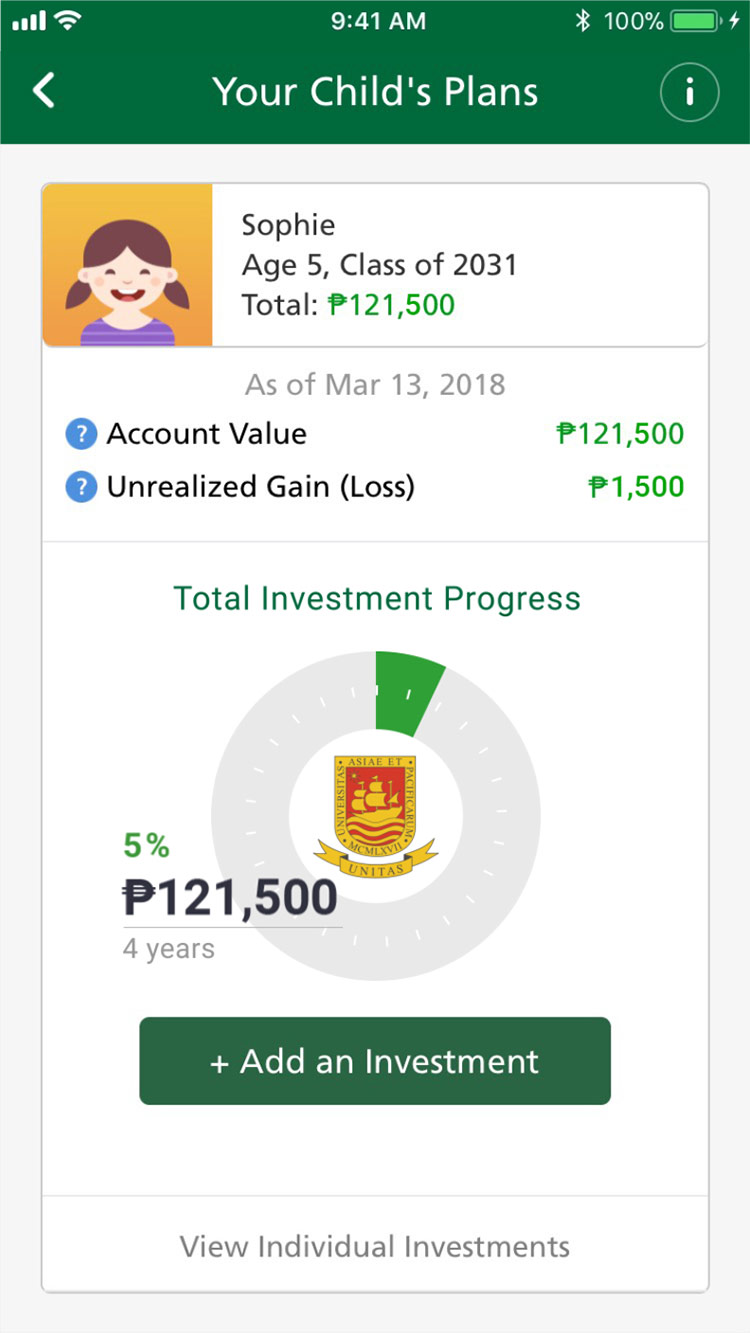 9:41 AM
100%
Your Child's Plans
i
Sophie
Age 5, Class of 2031
Total: ₱121,500
As of Mar 13, 2018
? Account Value ₱121,500
? Unrealized Gain (Loss) ₱1,500
Total Investment Progress
ASIAE ET
UNIVERSITAS
PACIFICARUM
MCMLXVII
UNITAS
5%
₱121,500
4 years
+ Add an Investment
View Individual Investments